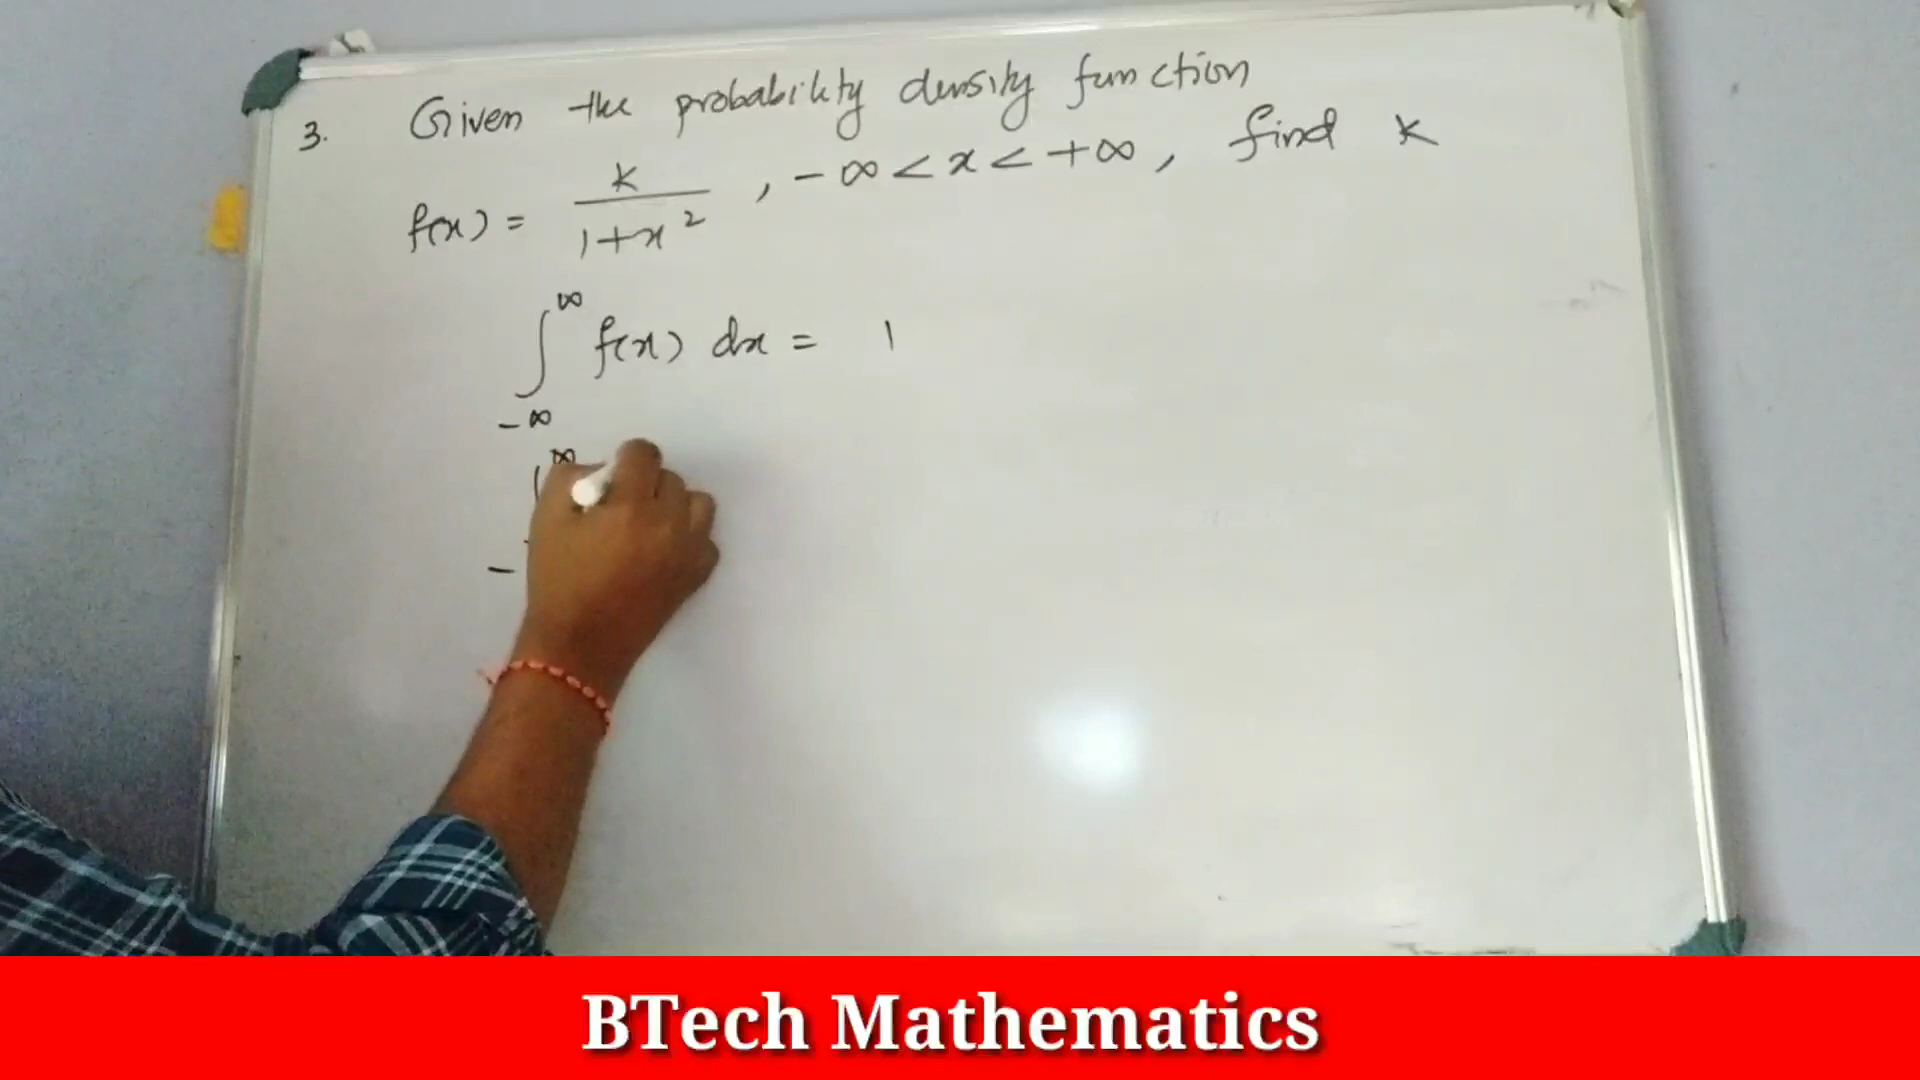 3. Given the probability density function
f(x) = k / 1+x² , -∞ < x < +∞, find k
∫_{-∞}^{∞} f(x) dx = 1
∞
-
BTech Mathematics